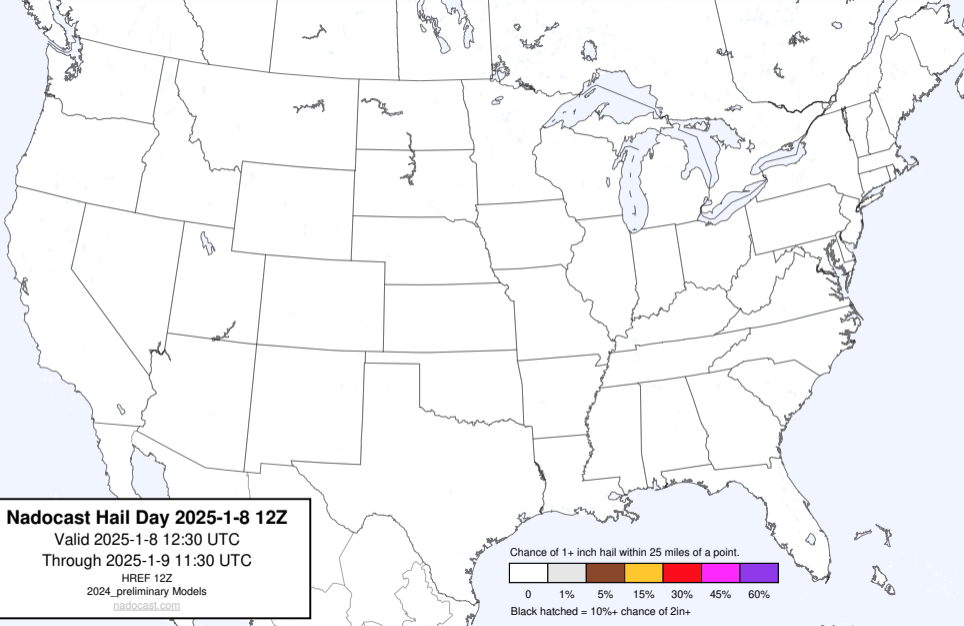 Nadocast Hail Day 2025-1-8 12Z
Valid 2025-1-8 12:30 UTC
Through 2025-1-9 11:30 UTC
HREF 12Z
2024_preliminary Models
nadocast.com
Chance of 1+ inch hail within 25 miles of a point.
0 1% 5% 15% 30% 45% 60%
Black hatched = 10%+ chance of 2in+